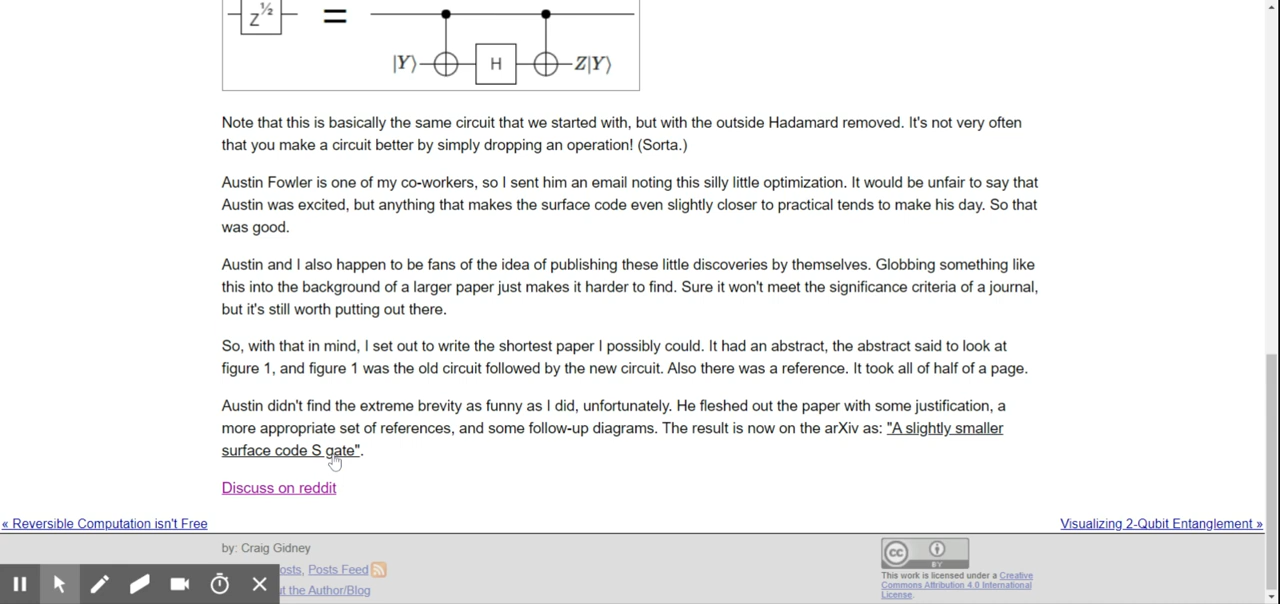 Z½ = |Y⟩ H Z|Y⟩
Note that this is basically the same circuit that we started with, but with the outside Hadamard removed. It's not very often
that you make a circuit better by simply dropping an operation! (Sorta.)
Austin Fowler is one of my co-workers, so I sent him an email noting this silly little optimization. It would be unfair to say that
Austin was excited, but anything that makes the surface code even slightly closer to practical tends to make his day. So that
was good.
Austin and I also happen to be fans of the idea of publishing these little discoveries by themselves. Globbing something like
this into the background of a larger paper just makes it harder to find. Sure it won't meet the significance criteria of a journal,
but it's still worth putting out there.
So, with that in mind, I set out to write the shortest paper I possibly could. It had an abstract, the abstract said to look at
figure 1, and figure 1 was the old circuit followed by the new circuit. Also there was a reference. It took all of half of a page.
Austin didn't find the extreme brevity as funny as I did, unfortunately. He fleshed out the paper with some justification, a
more appropriate set of references, and some follow-up diagrams. The result is now on the arXiv as: "A slightly smaller
surface code S gate".
Discuss on reddit
« Reversible Computation isn't Free
Visualizing 2-Qubit Entanglement »
by: Craig Gidney
osts, Posts Feed
t the Author/Blog
cc BY
This work is licensed under a Creative
Commons Attribution 4.0 International
License.